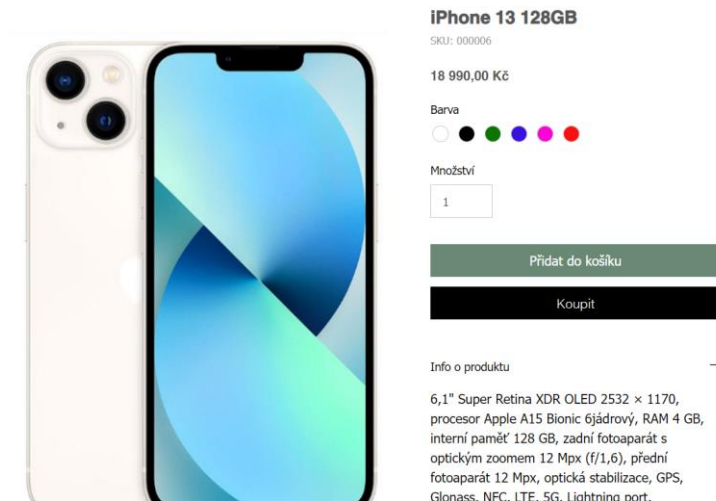 iPhone 13 128GB
SKU: 000006
18 990,00 Kč
Barva
Množství
1
Přidat do košíku
Koupit
Info o produktu
6,1" Super Retina XDR OLED 2532 × 1170,
procesor Apple A15 Bionic 6jádrový, RAM 4 GB,
interní paměť 128 GB, zadní fotoaparát s
optickým zoomem 12 Mpx (f/1,6), přední
fotoaparát 12 Mpx, optická stabilizace, GPS,
Glonass, NFC, LTE, 5G, Lightning port,